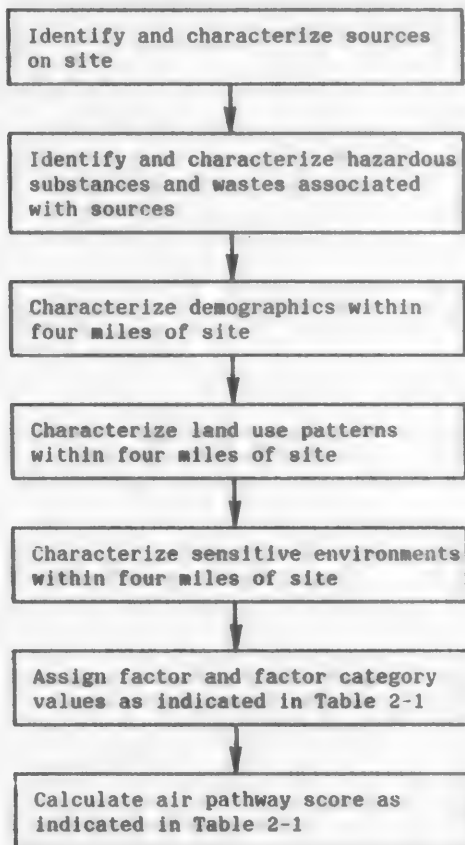 Identify and characterize sources
on site
Identify and characterize hazardous
substances and wastes associated
with sources
Characterize demographics within
four miles of site
Characterize land use patterns
within four miles of site
Characterize sensitive environments
within four miles of site
Assign factor and factor category
values as indicated in Table 2-1
Calculate air pathway score as
indicated in Table 2-1